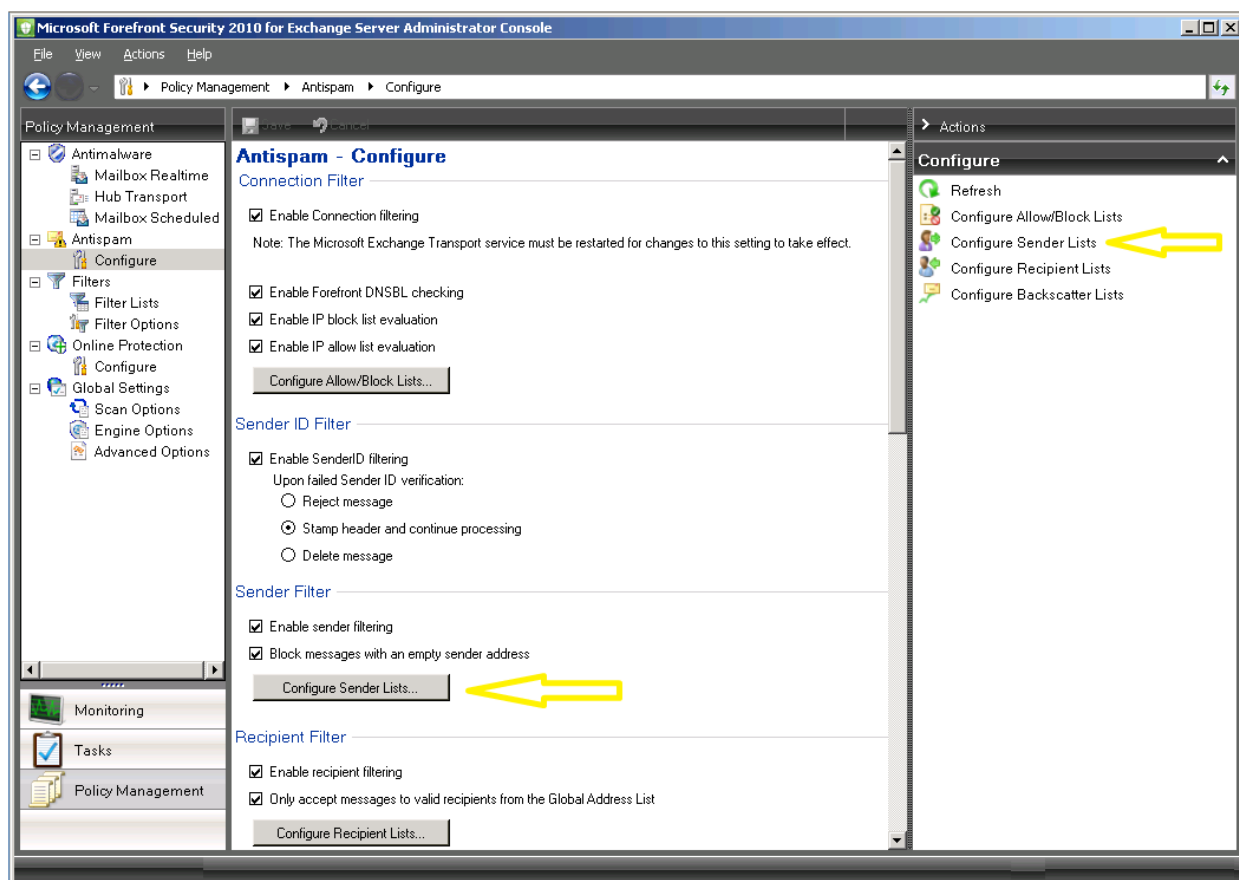 Microsoft Forefront Security 2010 for Exchange Server Administrator Console
File View Actions Help
Policy Management Antispam Configure
Policy Management
Antimalware
Mailbox Realtime
Hub Transport
Mailbox Scheduled
Antispam
Configure
Filters
Filter Lists
Filter Options
Online Protection
Configure
Global Settings
Scan Options
Engine Options
Advanced Options
Monitoring
Tasks
Policy Management
Save Cancel
Antispam - Configure
Connection Filter
Enable Connection filtering
Note: The Microsoft Exchange Transport service must be restarted for changes to this setting to take effect.
Enable Forefront DNSBL checking
Enable IP block list evaluation
Enable IP allow list evaluation
Configure Allow/Block Lists...
Sender ID Filter
Enable SenderID filtering
Upon failed Sender ID verification:
Reject message
Stamp header and continue processing
Delete message
Sender Filter
Enable sender filtering
Block messages with an empty sender address
Configure Sender Lists...
Recipient Filter
Enable recipient filtering
Only accept messages to valid recipients from the Global Address List
Configure Recipient Lists...
Actions
Configure
Refresh
Configure Allow/Block Lists
Configure Sender Lists
Configure Recipient Lists
Configure Backscatter Lists